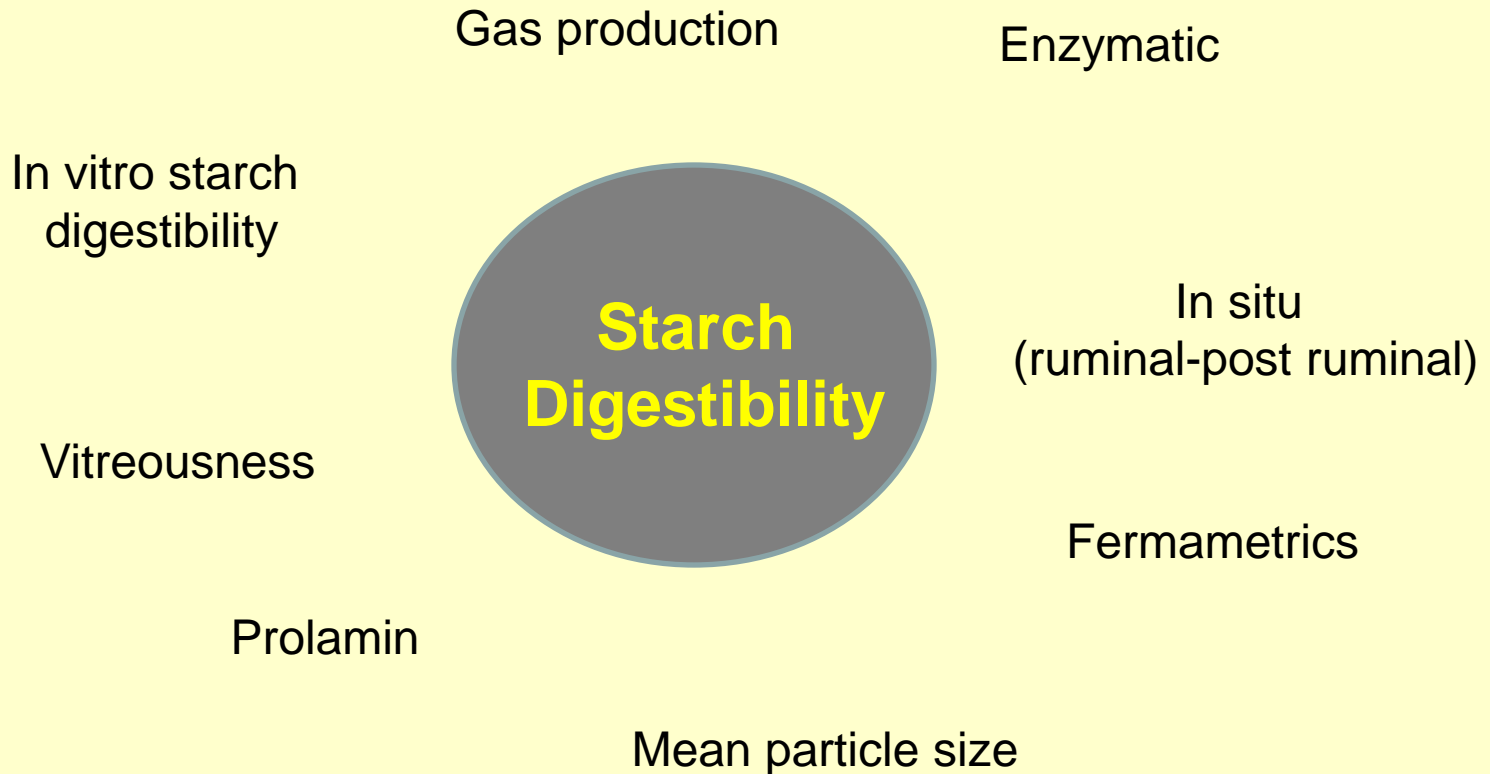 Gas production
Enzymatic
In vitro starch
digestibility
In situ
(ruminal-post ruminal)
Starch
Digestibility
Vitreousness
Fermametrics
Prolamin
Mean particle size